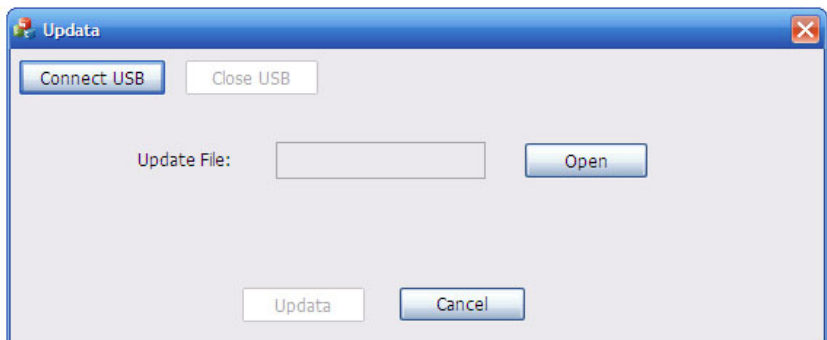 Updata
Connect USB Close USB
Update File: Open
Updata Cancel